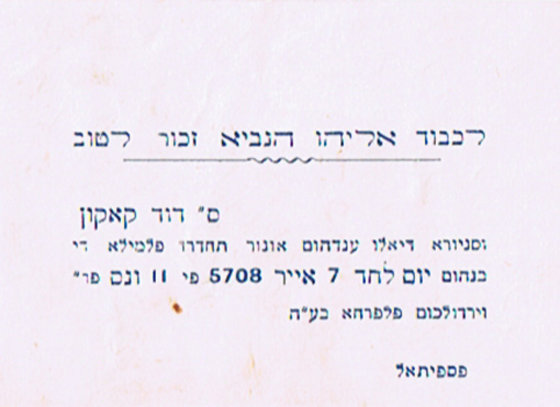 לכבוד אליהו הנביא זכור לטוב
ס״ דוד קאקון
וסניורא דיאלו ענדהום אונור תחדרו פלמילא די
בנהום יום לחד 7 אייר 5708 פי 11 ונס פר״
וירדולכום פלפרחא בע״ה
פספיתאל